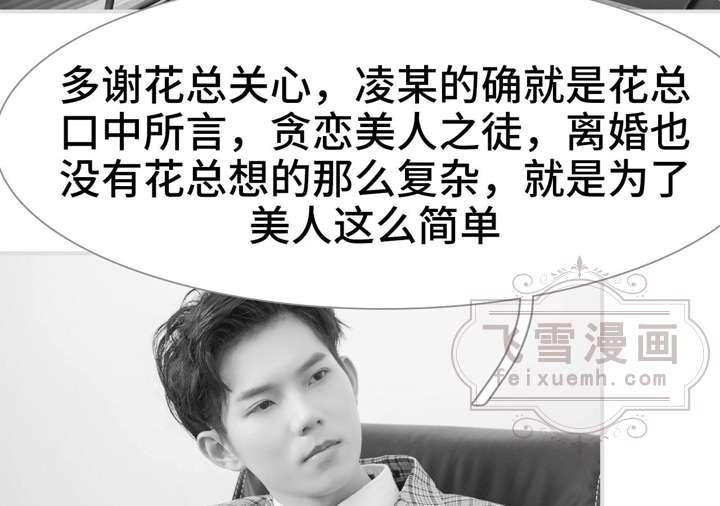 多谢花总关心，凌某的确就是花总
口中所言，贪恋美人之徒，离婚也
没有花总想的那么复杂，就是为了
美人这么简单
飞雪漫画
feixuemh.com